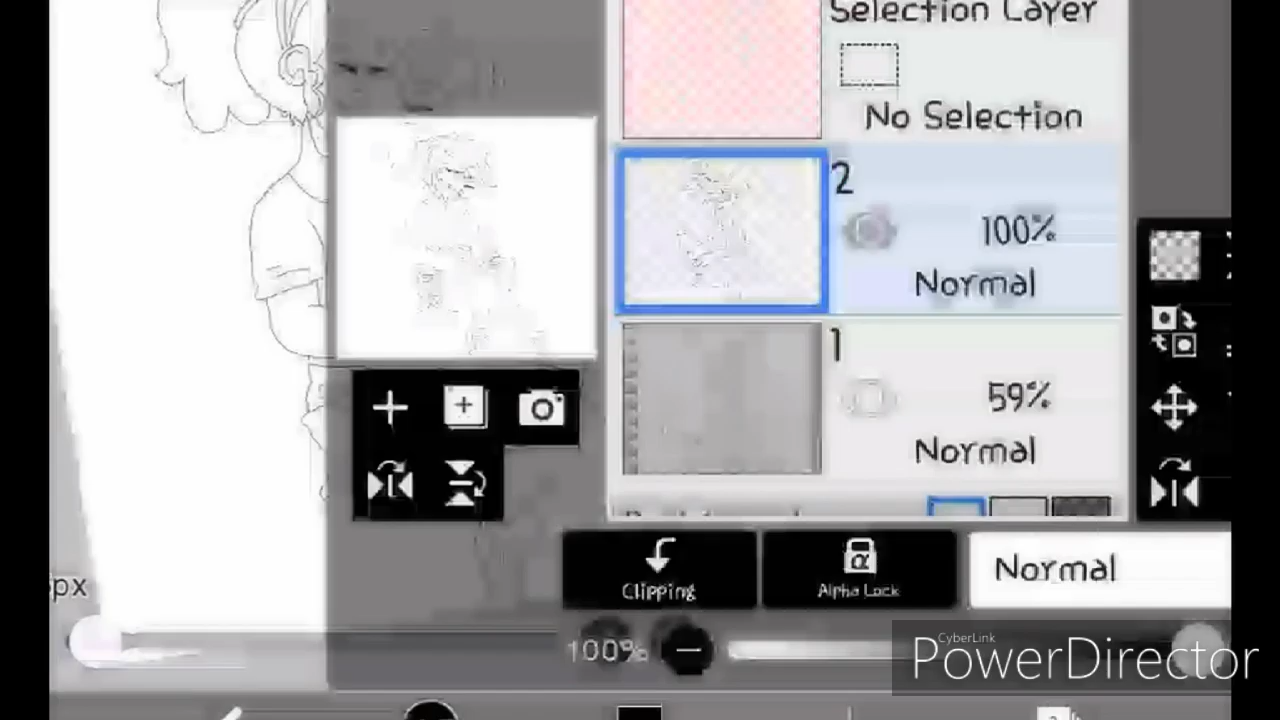 Selection Layer
No Selection
2
100%
Normal
1
59%
Normal
px
Clipping
Alpha Lock
Normal
100%
CyberLink
PowerDirector